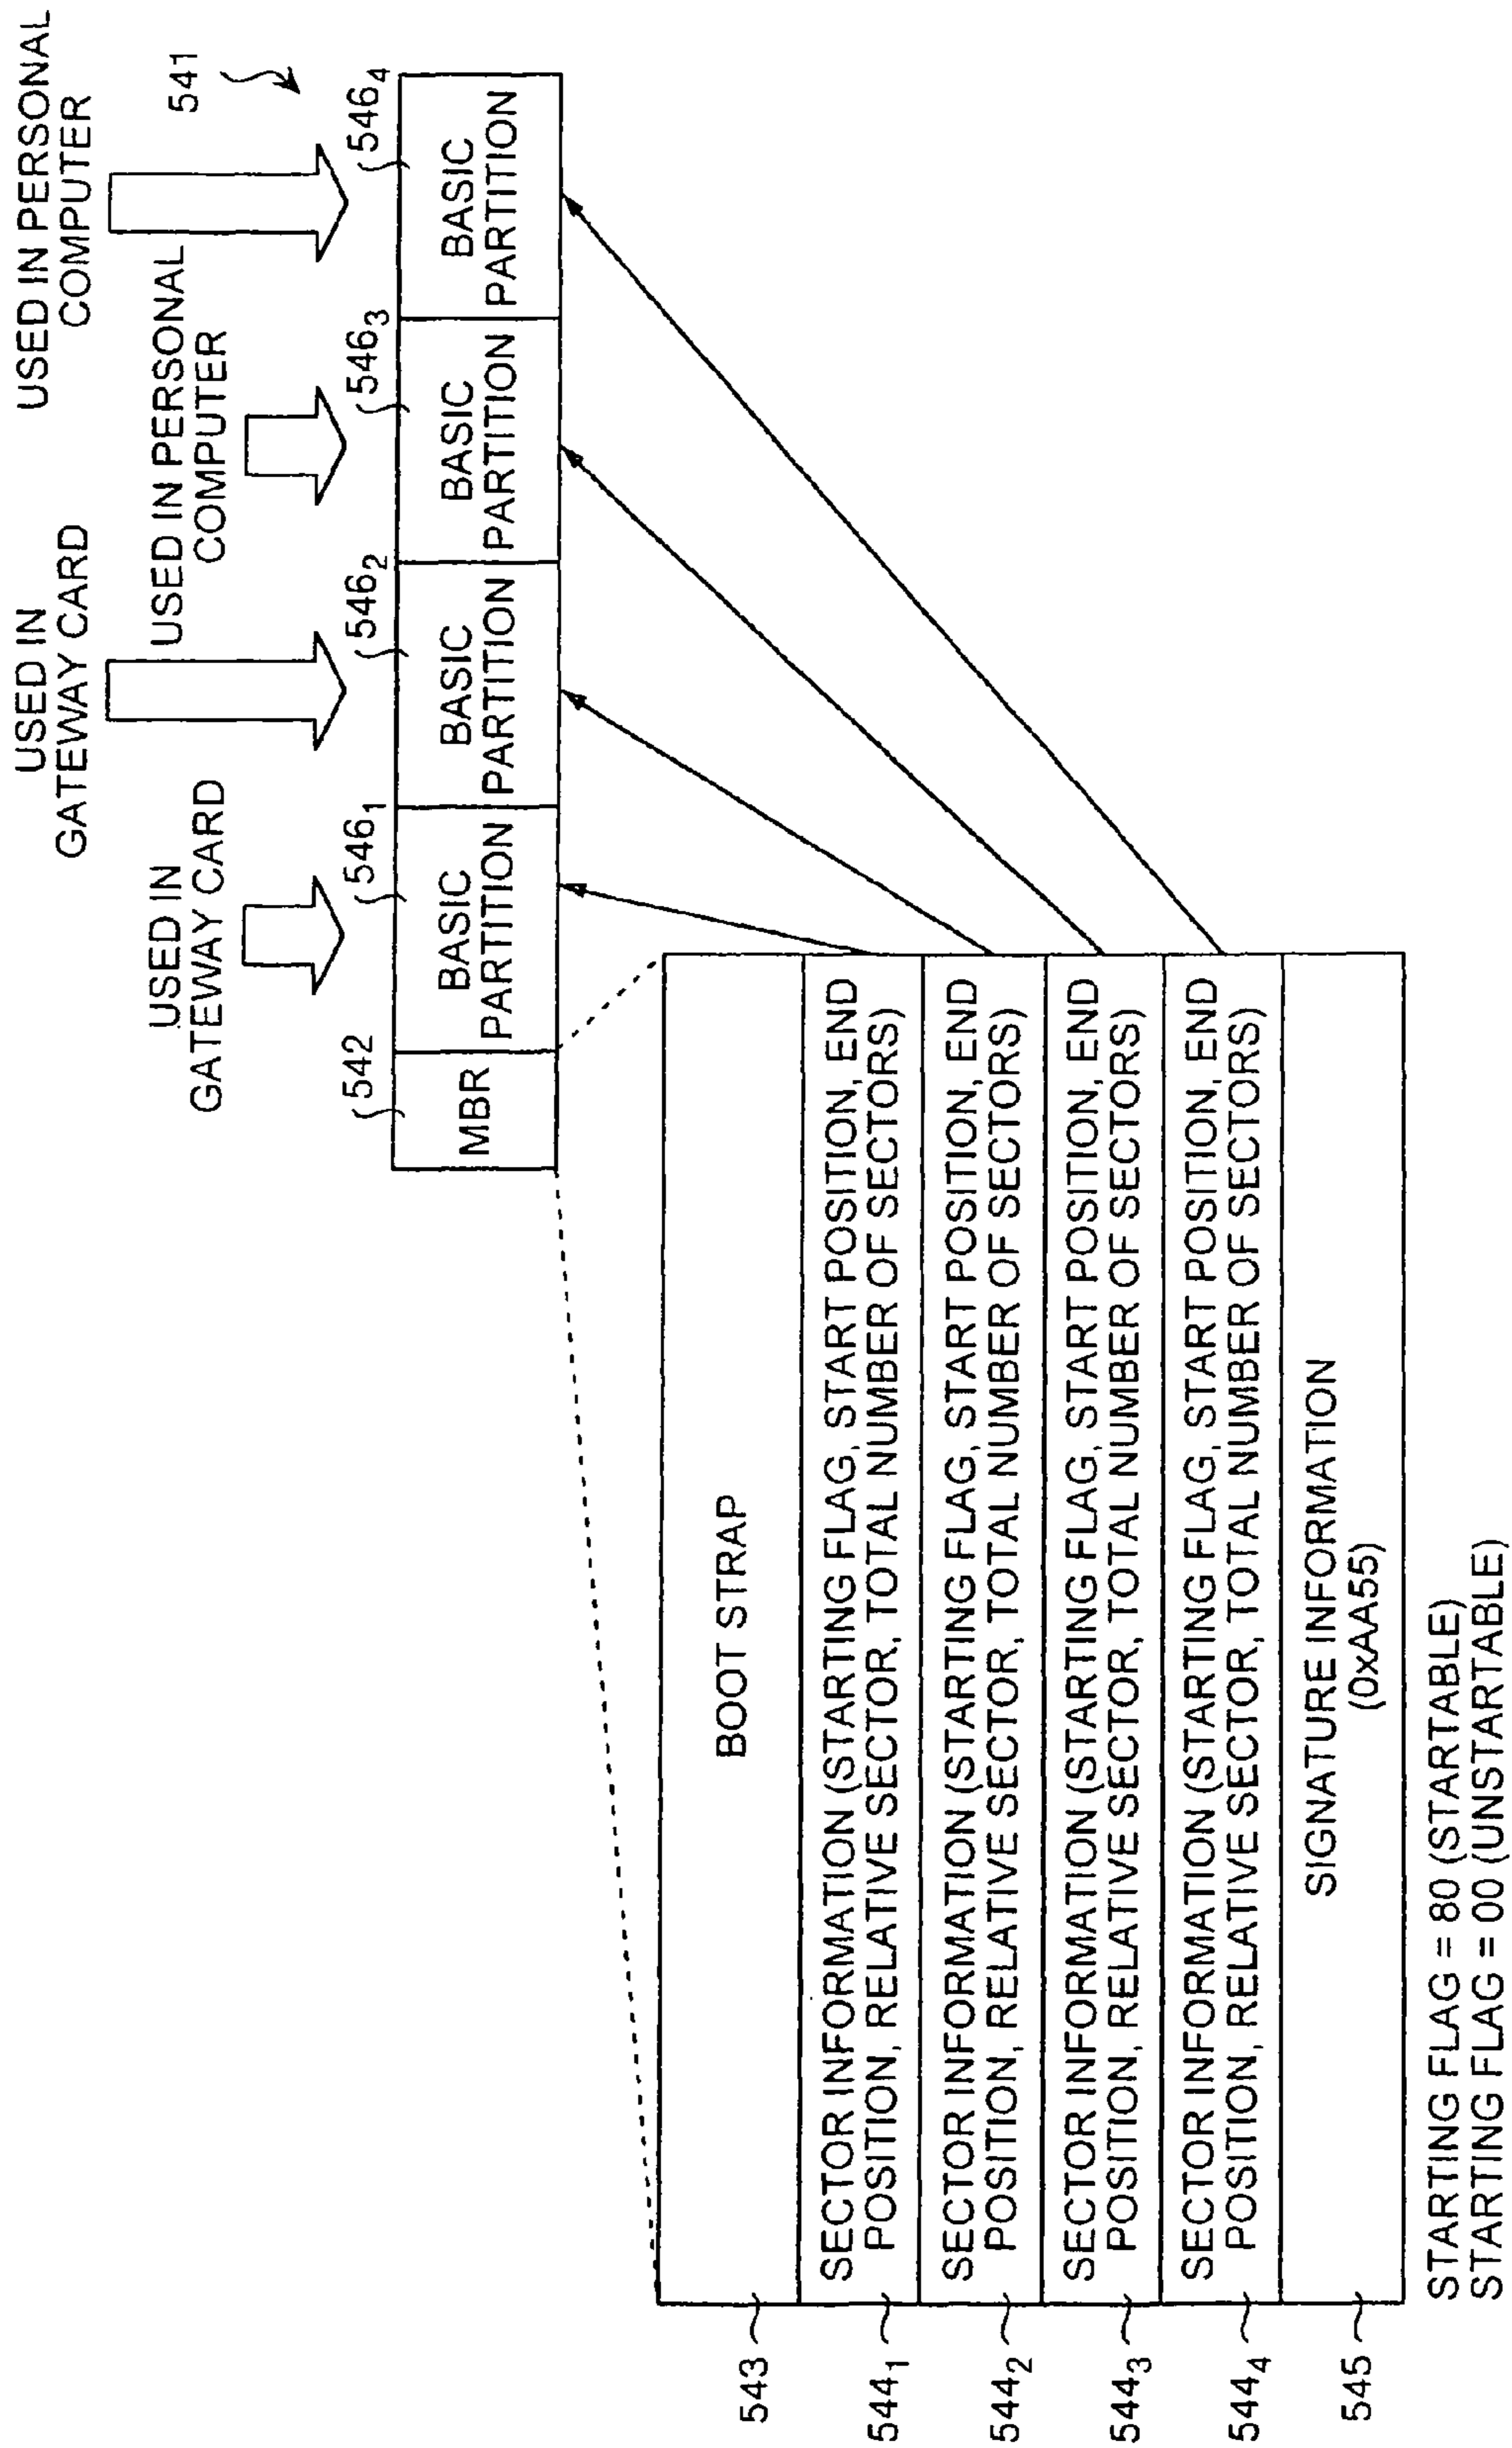 USED IN
GATEWAY CARD
USED IN PERSONAL
COMPUTER
USED IN
GATEWAY CARD
USED IN PERSONAL
COMPUTER
541
542
546₁
546₂
546₃
546₄
MBR
BASIC
PARTITION
BASIC
PARTITION
BASIC
PARTITION
BASIC
PARTITION
543
BOOT STRAP
544₁
SECTOR INFORMATION (STARTING FLAG, START POSITION, END
POSITION, RELATIVE SECTOR, TOTAL NUMBER OF SECTORS)
544₂
SECTOR INFORMATION (STARTING FLAG, START POSITION, END
POSITION, RELATIVE SECTOR, TOTAL NUMBER OF SECTORS)
544₃
SECTOR INFORMATION (STARTING FLAG, START POSITION, END
POSITION, RELATIVE SECTOR, TOTAL NUMBER OF SECTORS)
544₄
SECTOR INFORMATION (STARTING FLAG, START POSITION, END
POSITION, RELATIVE SECTOR, TOTAL NUMBER OF SECTORS)
545
SIGNATURE INFORMATION
(0xAA55)
STARTING FLAG = 80 (STARTABLE)
STARTING FLAG = 00 (UNSTARTABLE)